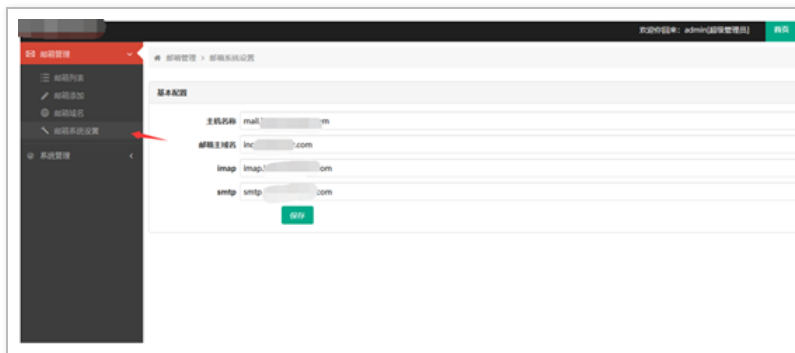 欢迎你回来: admin[超级管理员] 首页
邮箱管理
邮箱管理 > 邮箱系统设置
邮箱列表
邮箱添加
邮箱域名
邮箱系统设置
系统管理
基本配置
主机名称 mail. m
邮箱主域名 .com
imap imap. om
smtp smtp. com
保存